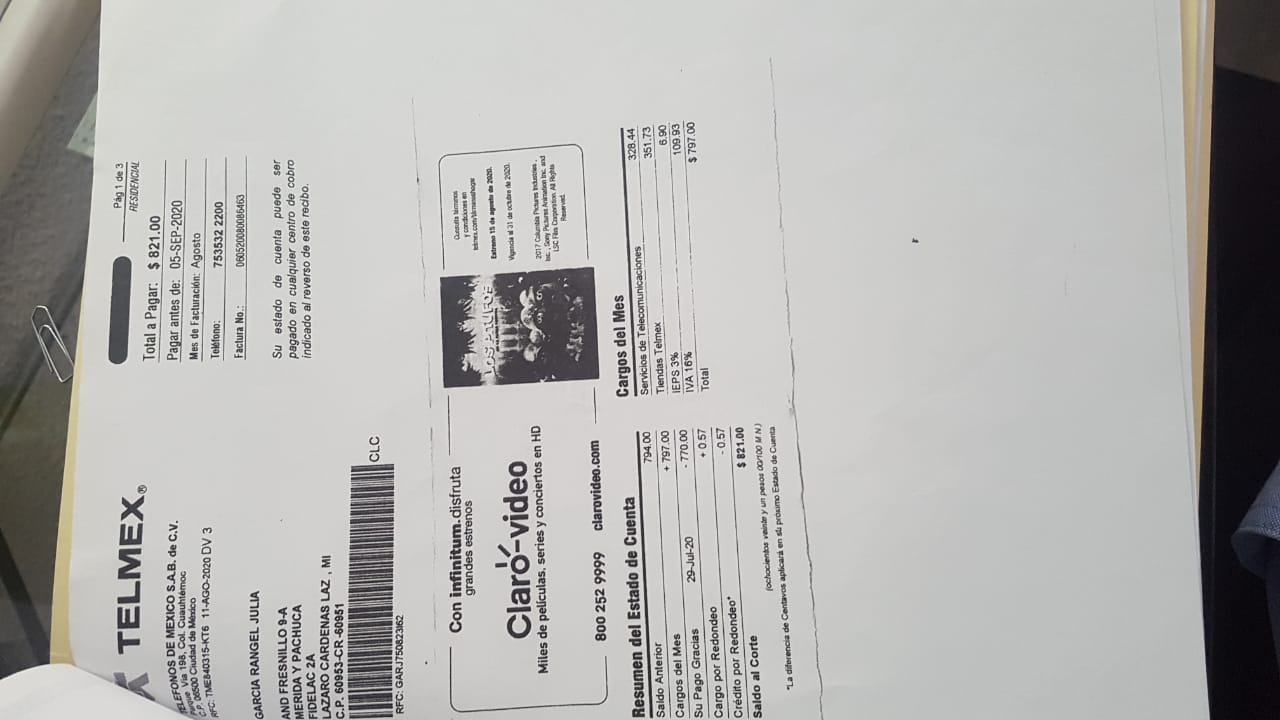 TELMEX®
TELEFONOS DE MEXICO S.A.B. de C.V.
Parque Vía 198, Col. Cuauhtémoc
C.P. 06500 Ciudad de México
RFC: TME840315-KT6 11-AGO-2020 DV 3
GARCIA RANGEL JULIA
AND FRESNILLO 9-A
MERIDA Y PACHUCA
FIDELAC 2A
LAZARO CARDENAS LAZ , MI
C.P. 60953-CR -60951
CLC
RFC: GARJ750823I62
Pág 1 de 3
RESIDENCIAL
Total a Pagar: $ 821.00
Pagar antes de: 05-SEP-2020
Mes de Facturación: Agosto
Teléfono: 753532 2200
Factura No.: 060520080086463
Su estado de cuenta puede ser
pagado en cualquier centro de cobro
indicado al reverso de este recibo.
Con infinitum.disfruta
grandes estrenos
Claro-video
Miles de películas, series y conciertos en HD
800 252 9999 clarovideo.com
LOS PITUFOS
Consulta términos
y condiciones en
Estreno 15 de agosto de 2020.
Vigencia al 31 de octubre de 2020.
2017 Columbia Pictures Industries,
Inc., Sony Pictures Animation Inc. and
LSC Film Corporation. All Rights
Reserved.
Resumen del Estado de Cuenta
Saldo Anterior 794.00
Cargos del Mes + 797.00
Su Pago Gracias 29-Jul-20 - 770.00
Cargo por Redondeo + 0.57
Crédito por Redondeo* - 0.57
Saldo al Corte $ 821.00
(ochocientos veinte y un pesos 00/100 M.N.)
*La diferencia de Centavos aplicará en su próximo Estado de Cuenta
Cargos del Mes
Servicios de Telecomunicaciones 328.44
Tiendas Telmex 351.73
IEPS 3% 6.90
IVA 16% 109.93
Total $ 797.00